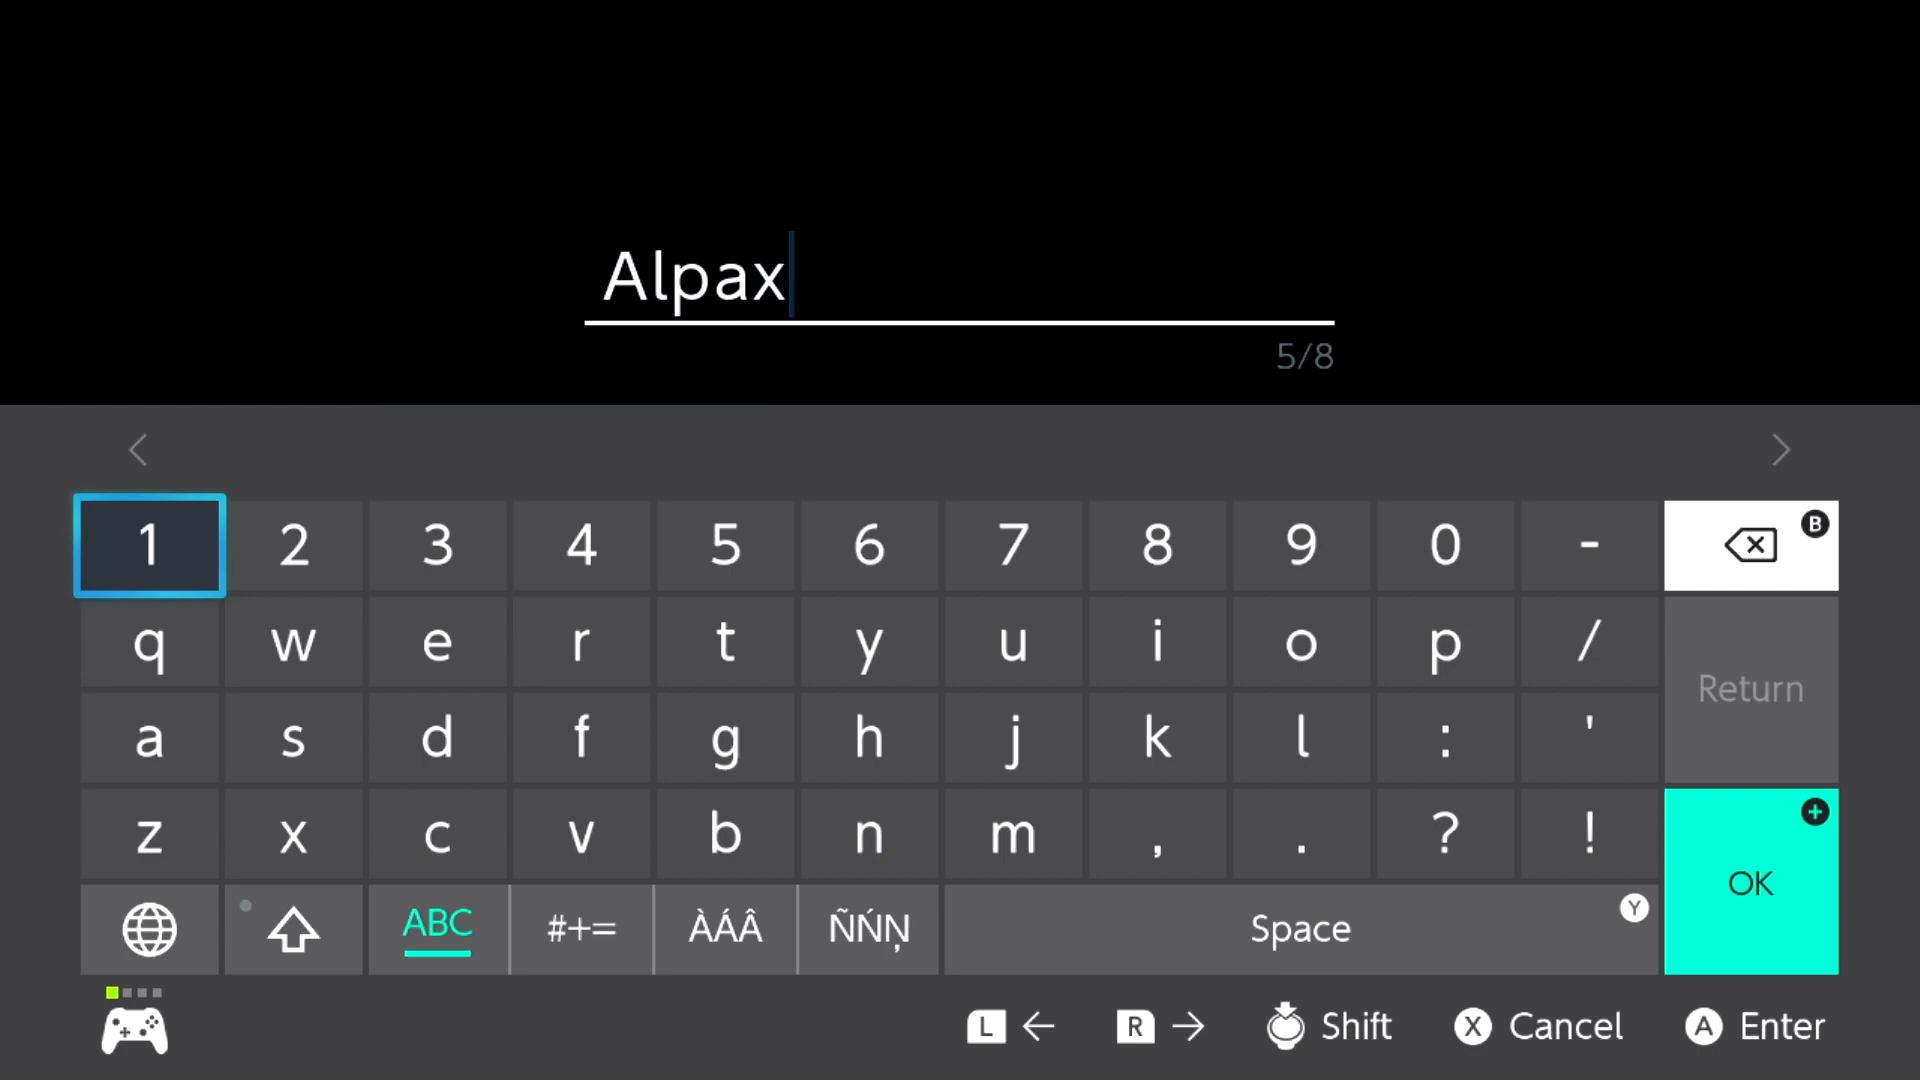 Alpax
5/8
1 2 3 4 5 6 7 8 9 0 - B
q w e r t y u i o p / Return
a s d f g h j k l : '
z x c v b n m , . ? ! + OK
ABC #+= ÀÁÂ ÑŃŅ Space Y
L ← R → Shift X Cancel A Enter